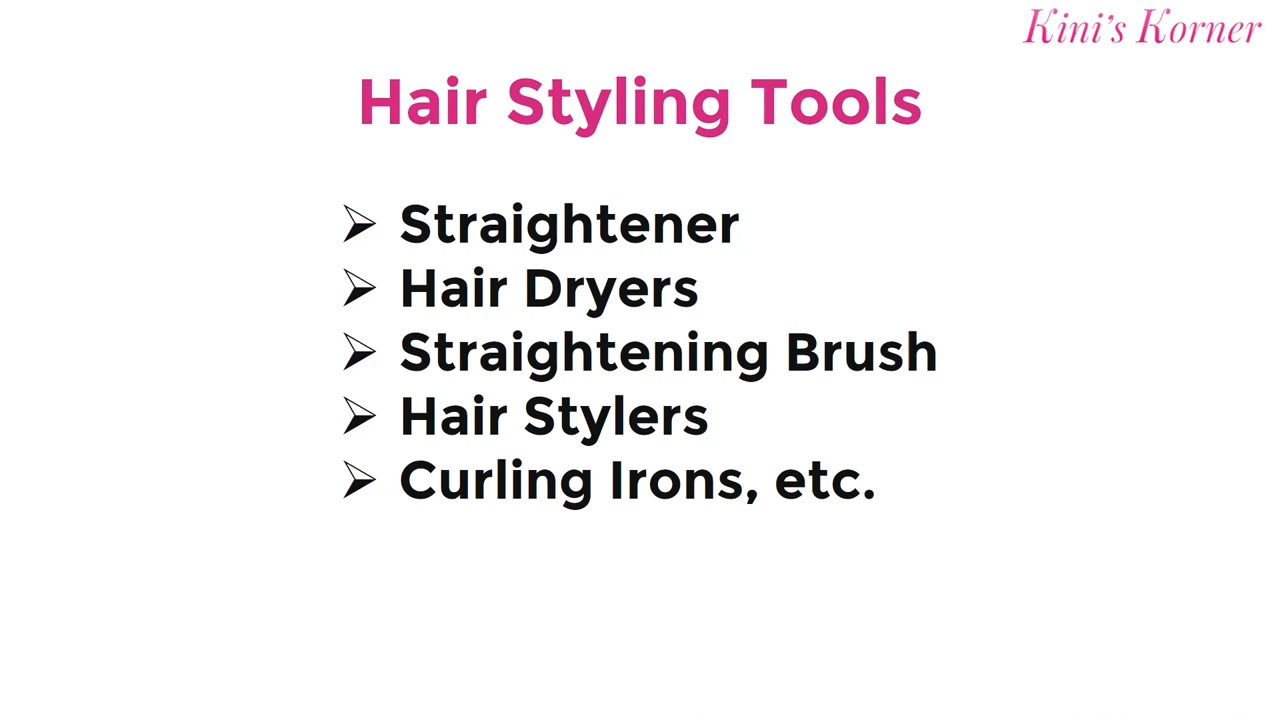 Kini's Korner
Hair Styling Tools
➢ Straightener
➢ Hair Dryers
➢ Straightening Brush
➢ Hair Stylers
➢ Curling Irons, etc.